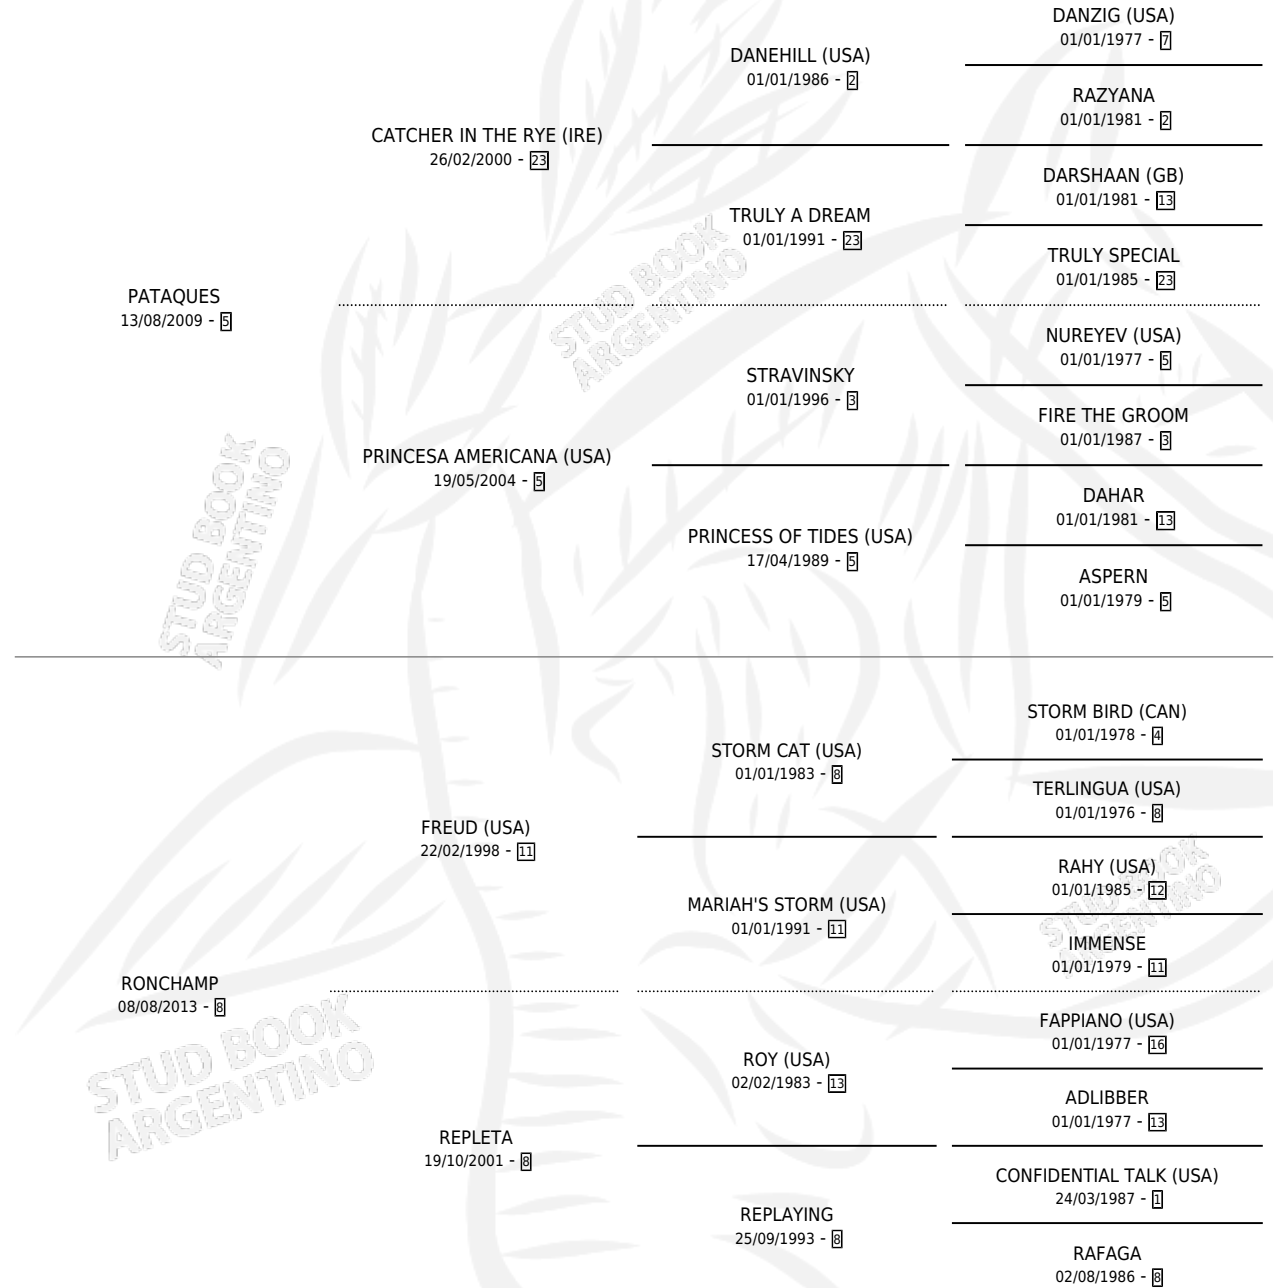 DANZIG (USA)
01/01/1977 - 7
DANEHILL (USA)
01/01/1986 - 2
RAZYANA
01/01/1981 - 2
CATCHER IN THE RYE (IRE)
26/02/2000 - 23
DARSHAAN (GB)
01/01/1981 - 13
TRULY A DREAM
01/01/1991 - 23
TRULY SPECIAL
01/01/1985 - 23
PATAQUES
13/08/2009 - 5
NUREYEV (USA)
01/01/1977 - 5
STRAVINSKY
01/01/1996 - 3
FIRE THE GROOM
01/01/1987 - 3
PRINCESA AMERICANA (USA)
19/05/2004 - 5
DAHAR
01/01/1981 - 13
PRINCESS OF TIDES (USA)
17/04/1989 - 5
ASPERN
01/01/1979 - 5
STORM BIRD (CAN)
01/01/1978 - 4
STORM CAT (USA)
01/01/1983 - 8
TERLINGUA (USA)
01/01/1976 - 8
FREUD (USA)
22/02/1998 - 11
RAHY (USA)
01/01/1985 - 12
MARIAH'S STORM (USA)
01/01/1991 - 11
IMMENSE
01/01/1979 - 11
RONCHAMP
08/08/2013 - 8
FAPPIANO (USA)
01/01/1977 - 16
ROY (USA)
02/02/1983 - 13
ADLIBBER
01/01/1977 - 13
REPLETA
19/10/2001 - 8
CONFIDENTIAL TALK (USA)
24/03/1987 - 1
REPLAYING
25/09/1993 - 8
RAFAGA
02/08/1986 - 8
STUD BOOK
ARGENTINO
STUD BOOK
ARGENTINO
STUD BOOK
ARGENTINO
STUD BOOK
ARGENTINO